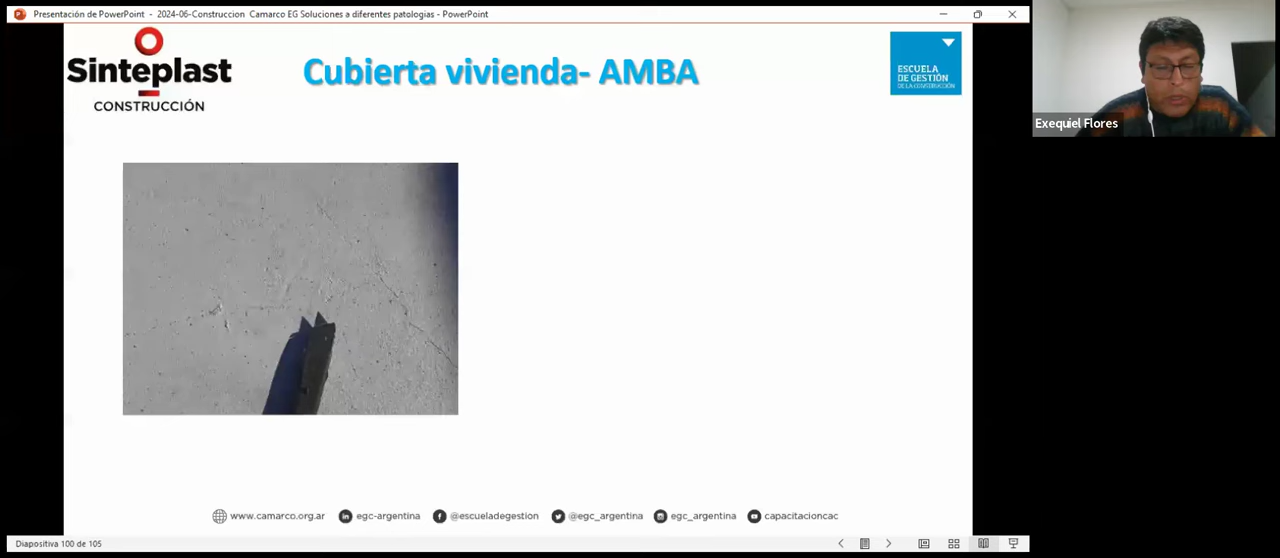 Presentación de PowerPoint - 2024-06-Construccion Camarco EG Soluciones a diferentes patologias - PowerPoint
Sinteplast
CONSTRUCCIÓN
Cubierta vivienda- AMBA
ESCUELA
DE GESTIÓN
DE LA CONSTRUCCIÓN
Exequiel Flores
www.camarco.org.ar
egc-argentina
@escueladegestion
@egc_argentina
egc_argentina
capacitacioncac
Diapositiva 100 de 105